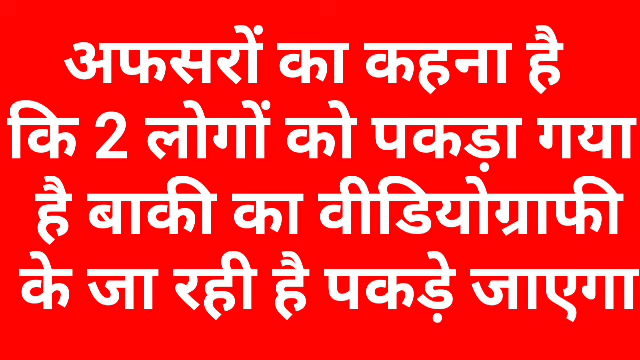 अफसरों का कहना है
कि 2 लोगों को पकड़ा गया
है बाकी का वीडियोग्राफी
के जा रही है पकड़े जाएगा